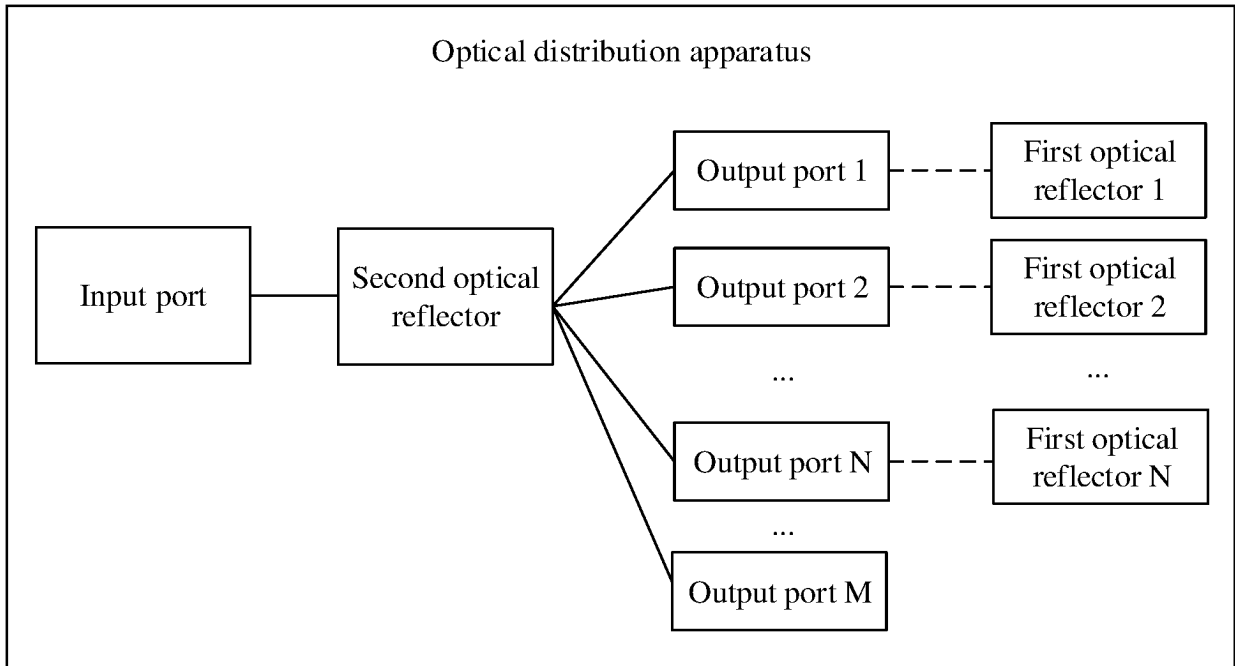 Optical distribution apparatus
Input port
Second optical
reflector
Output port 1
First optical
reflector 1
Output port 2
First optical
reflector 2
...
...
Output port N
First optical
reflector N
...
Output port M